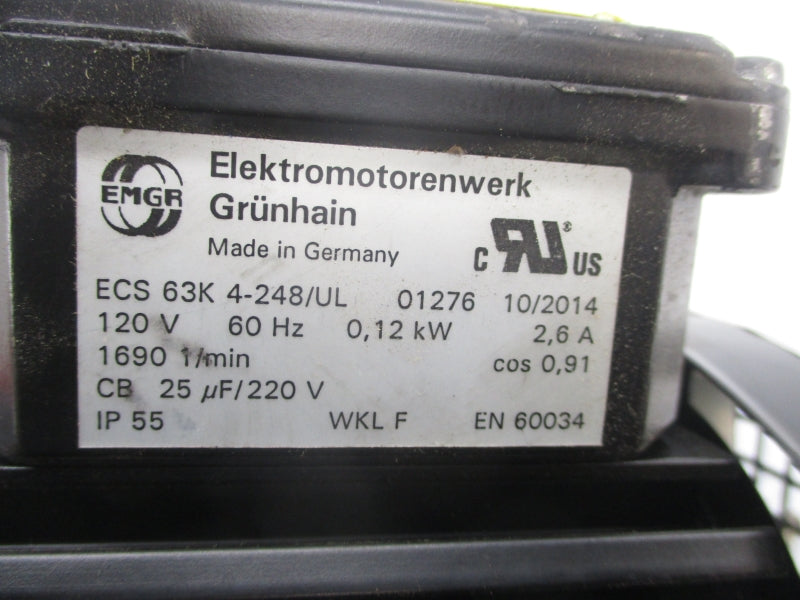 EMGR
Elektromotorenwerk
Grünhain
Made in Germany
c RU ® US
ECS 63K 4-248/UL 01276 10/2014
120 V 60 Hz 0,12 kW 2,6 A
1690 1/min cos 0,91
CB 25 µF/220 V
IP 55 WKL F EN 60034